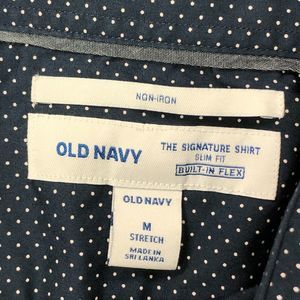 NON-IRON
OLD NAVY
THE SIGNATURE SHIRT
SLIM FIT
BUILT-IN FLEX
OLD NAVY
M
STRETCH
MADE IN
SRI LANKA